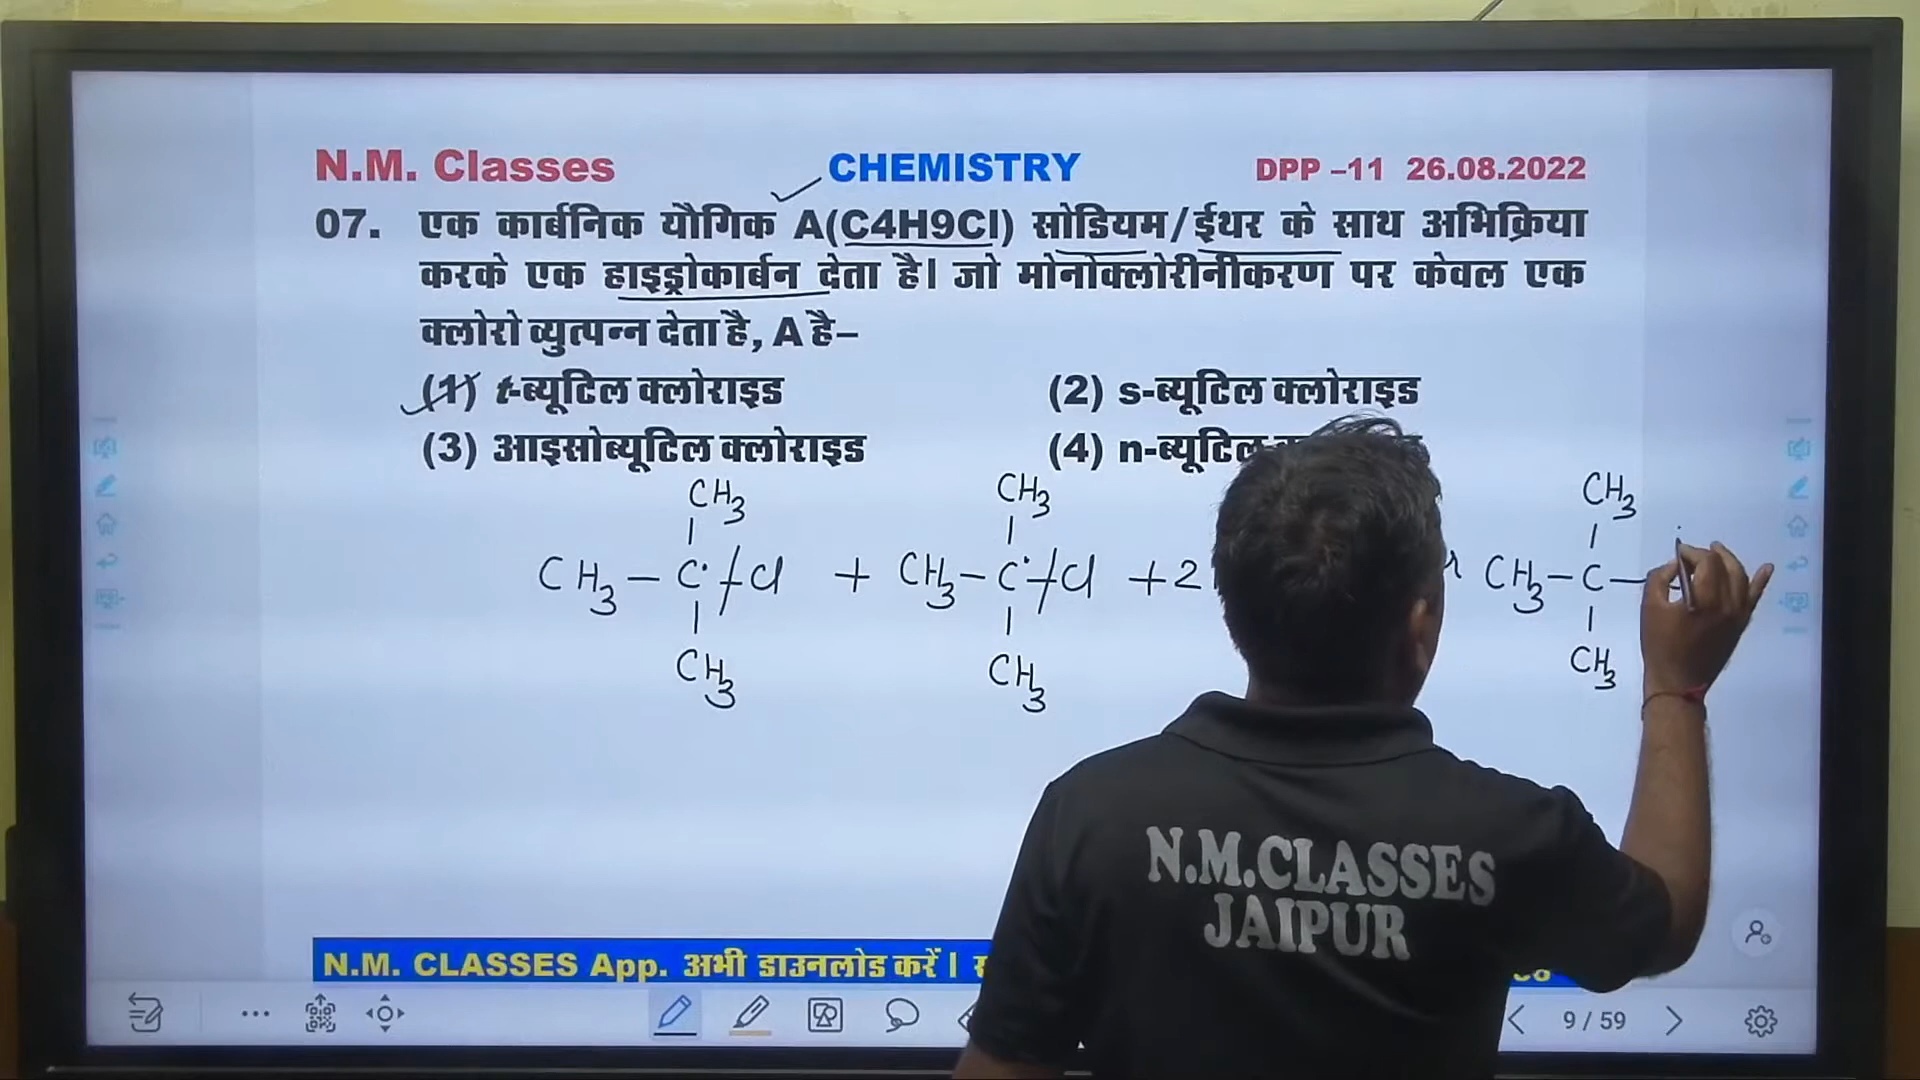 N.M. Classes CHEMISTRY DPP –11 26.08.2022
07. एक कार्बनिक यौगिक A(C4H9Cl) सोडियम/ईथर के साथ अभिक्रिया
करके एक हाइड्रोकार्बन देता है। जो मोनोक्लोरीनीकरण पर केवल एक
क्लोरो व्युत्पन्न देता है, A है–
(1) t-ब्यूटिल क्लोराइड (2) s-ब्यूटिल क्लोराइड
(3) आइसोब्यूटिल क्लोराइड (4) n-ब्यूटिल
CH3 CH3 CH3
CH3 – C· Cl + CH3 – C· Cl + 2 CH3 – C –
CH3 CH3 CH3
N.M.CLASSES
JAIPUR
N.M. CLASSES App. अभी डाउनलोड करें।
9 / 59